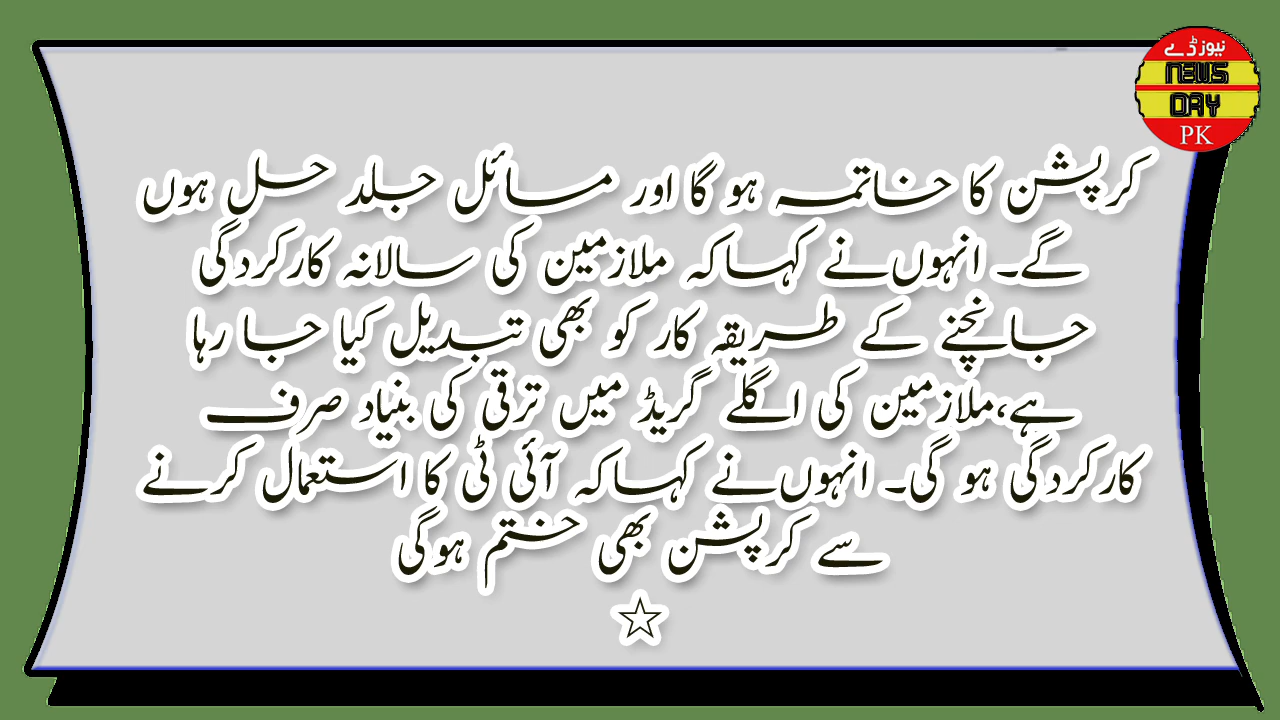 نیوز ڈے
NEWS
DAY
PK
کرپشن کا خاتمہ ہو گا اور مسائل جلد حل ہوں
گے۔ انہوں نے کہا کہ ملازمین کی سالانہ کارکردگی
جانچنے کے طریقہ کار کو بھی تبدیل کیا جا رہا
ہے،ملازمین کی اگلے گریڈ میں ترقی کی بنیاد صرف
کارکردگی ہو گی۔ انہوں نے کہا کہ آئی ٹی کا استعمال کرنے
سے کرپشن بھی ختم ہوگی
☆